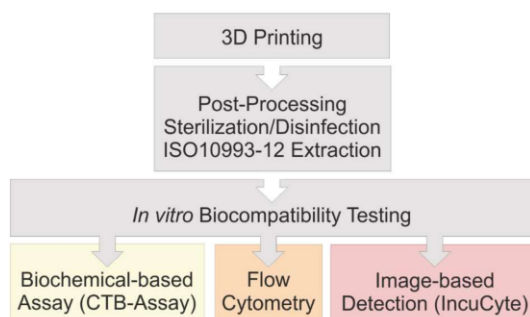 3D Printing
Post-Processing
Sterilization/Disinfection
ISO10993-12 Extraction
In vitro Biocompatibility Testing
Biochemical-based
Assay (CTB-Assay)
Flow
Cytometry
Image-based
Detection (IncuCyte)